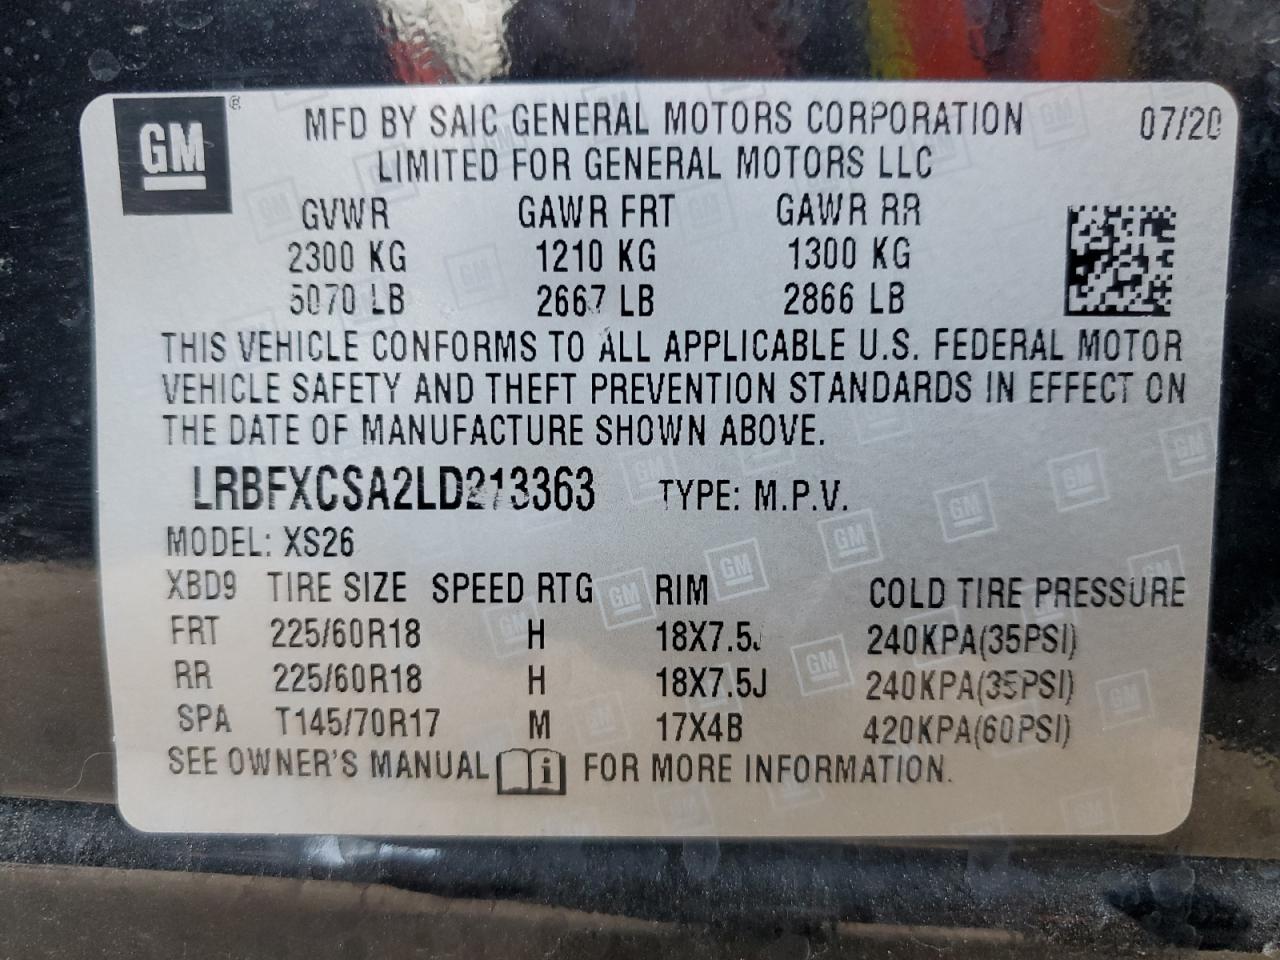 GM ® MFD BY SAIC GENERAL MOTORS CORPORATION 07/20
LIMITED FOR GENERAL MOTORS LLC
GVWR GAWR FRT GAWR RR
2300 KG 1210 KG 1300 KG
5070 LB 2667 LB 2866 LB
THIS VEHICLE CONFORMS TO ALL APPLICABLE U.S. FEDERAL MOTOR
VEHICLE SAFETY AND THEFT PREVENTION STANDARDS IN EFFECT ON
THE DATE OF MANUFACTURE SHOWN ABOVE.
LRBFXCSA2LD213363 TYPE: M.P.V.
MODEL: XS26
XBD9 TIRE SIZE SPEED RTG RIM COLD TIRE PRESSURE
FRT 225/60R18 H 18X7.5J 240KPA(35PSI)
RR 225/60R18 H 18X7.5J 240KPA(35PSI)
SPA T145/70R17 M 17X4B 420KPA(60PSI)
SEE OWNER'S MANUAL i FOR MORE INFORMATION.